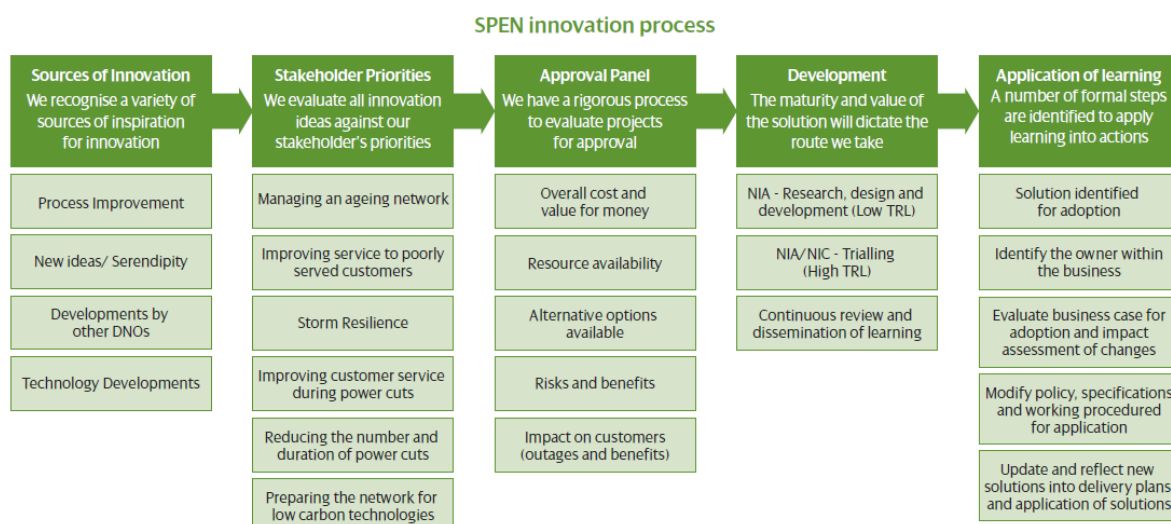 SPEN innovation process
Sources of Innovation
We recognise a variety of
sources of inspiration
for innovation
Process Improvement
New ideas/ Serendipity
Developments by
other DNOs
Technology Developments
Stakeholder Priorities
We evaluate all innovation
ideas against our
stakeholder's priorities
Managing an ageing network
Improving service to poorly
served customers
Storm Resilience
Improving customer service
during power cuts
Reducing the number and
duration of power cuts
Preparing the network for
low carbon technologies
Approval Panel
We have a rigorous process
to evaluate projects
for approval
Overall cost and
value for money
Resource availability
Alternative options
available
Risks and benefits
Impact on customers
(outages and benefits)
Development
The maturity and value of
the solution will dictate the
route we take
NIA - Research, design and
development (Low TRL)
NIA/NIC - Trialling
(High TRL)
Continuous review and
dissemination of learning
Application of learning
A number of formal steps
are identified to apply
learning into actions
Solution identified
for adoption
Identify the owner within
the business
Evaluate business case for
adoption and impact
assessment of changes
Modify policy, specifications
and working procedured
for application
Update and reflect new
solutions into delivery plans
and application of solutions